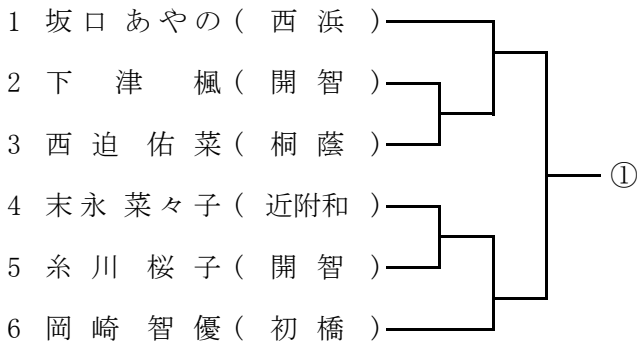 1 坂口 あやの ( 西浜 )
2 下津 楓 ( 開智 )
3 西迫 佑菜 ( 桐蔭 )
①
4 末永 菜々子 ( 近附和 )
5 糸川 桜子 ( 開智 )
6 岡崎 智優 ( 初橋 )